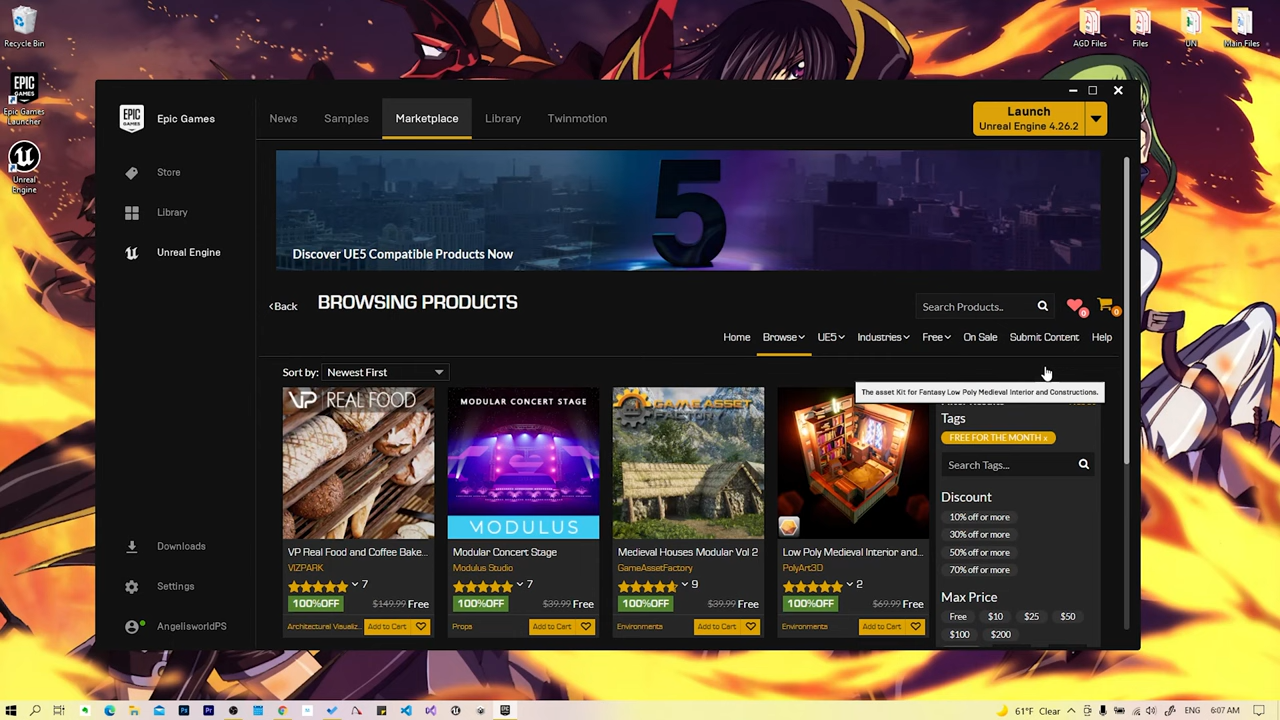 Recycle Bin
Epic Games
Launcher
Unreal
Engine
AGD Files
Files
UNI
Main Files
EPIC
GAMES
Epic Games
News
Samples
Marketplace
Library
Twinmotion
Launch
Unreal Engine 4.26.2
Store
Library
Unreal Engine
Downloads
Settings
AngelisworldPS
5
Discover UE5 Compatible Products Now
<Back
BROWSING PRODUCTS
Search Products..
0
0
Home
Browse
UE5
Industries
Free
On Sale
Submit Content
Help
Sort by:
Newest First
The asset Kit for Fantasy Low Poly Medieval Interior and Constructions.
VP REAL FOOD
VP Real Food and Coffee Bake...
VIZPARK
7
100%OFF
$149.99 Free
Architectural Visualiz...
Add to Cart
MODULAR CONCERT STAGE
MODULUS
Modular Concert Stage
Modulus Studio
7
100%OFF
$39.99 Free
Props
Add to Cart
GAME ASSET
FACTORY
Medieval Houses Modular Vol 2
GameAssetFactory
9
100%OFF
$39.99 Free
Environments
Add to Cart
Low Poly Medieval Interior and...
PolyArt3D
2
100%OFF
$69.99 Free
Environments
Add to Cart
Tags
FREE FOR THE MONTH x
Search Tags...
Discount
10% off or more
30% off or more
50% off or more
70% off or more
Max Price
Free
$10
$25
$50
$100
$200
61°F Clear
ENG
6:07 AM